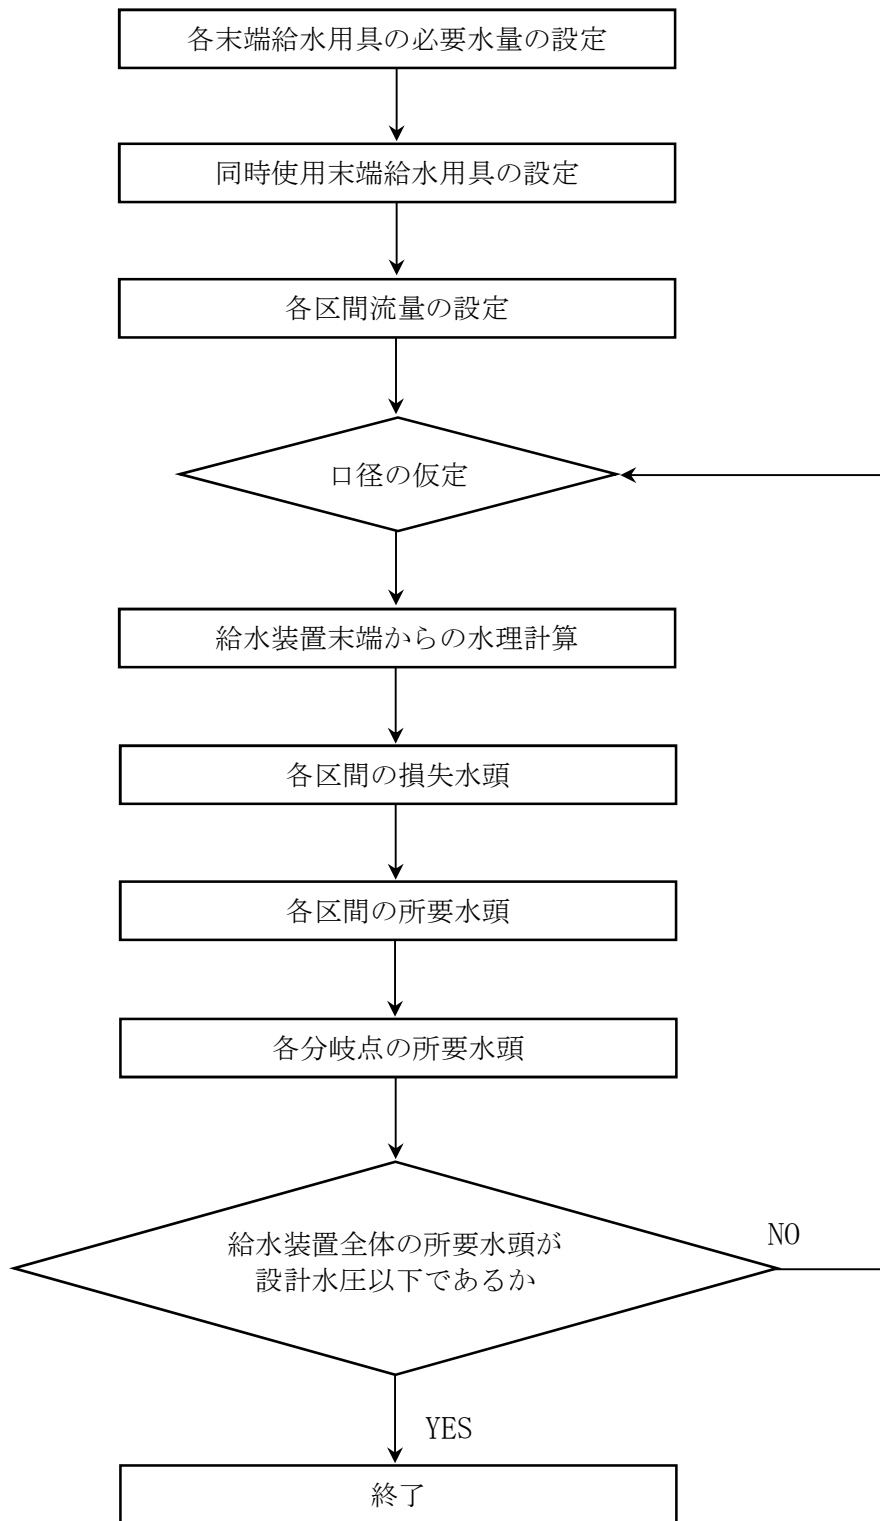 各末端給水用具の必要水量の設定
同時使用末端給水用具の設定
各区間流量の設定
口径の仮定
給水装置末端からの水理計算
各区間の損失水頭
各区間の所要水頭
各分岐点の所要水頭
給水装置全体の所要水頭が
設計水圧以下であるか
NO
YES
終了